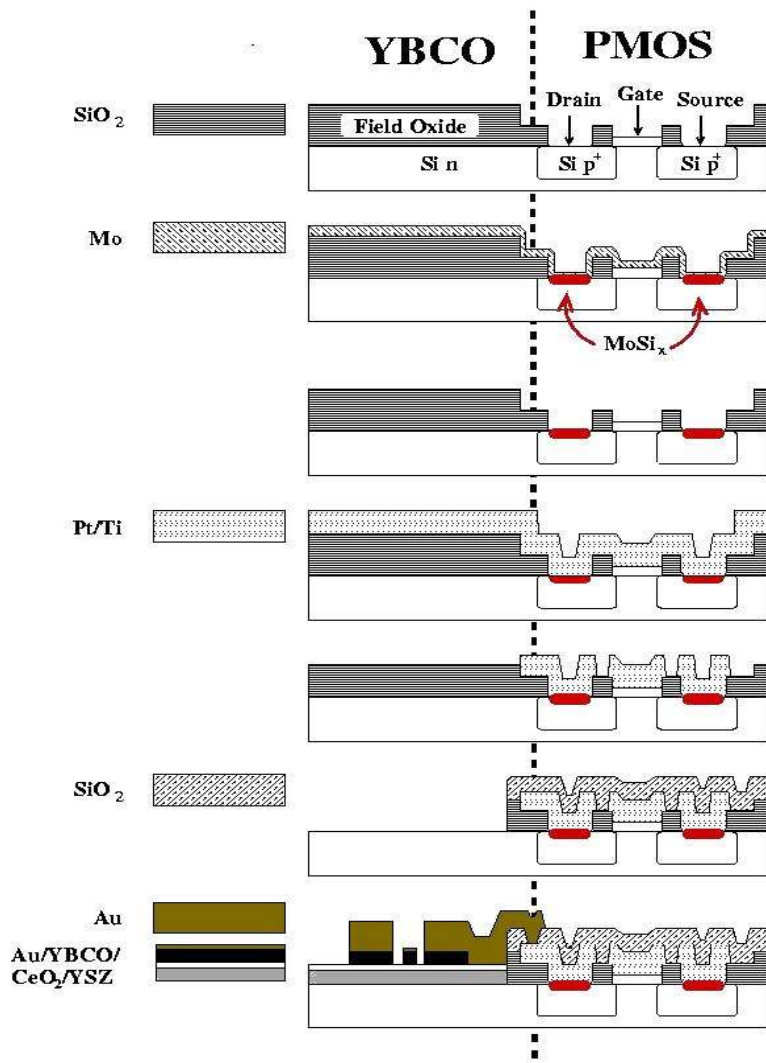 YBCO PMOS
SiO₂
Drain Gate Source
Field Oxide
Si n Si p⁺ Si p⁺
Mo
MoSiₓ
Pt/Ti
SiO₂
Au
Au/YBCO/
CeO₂/YSZ